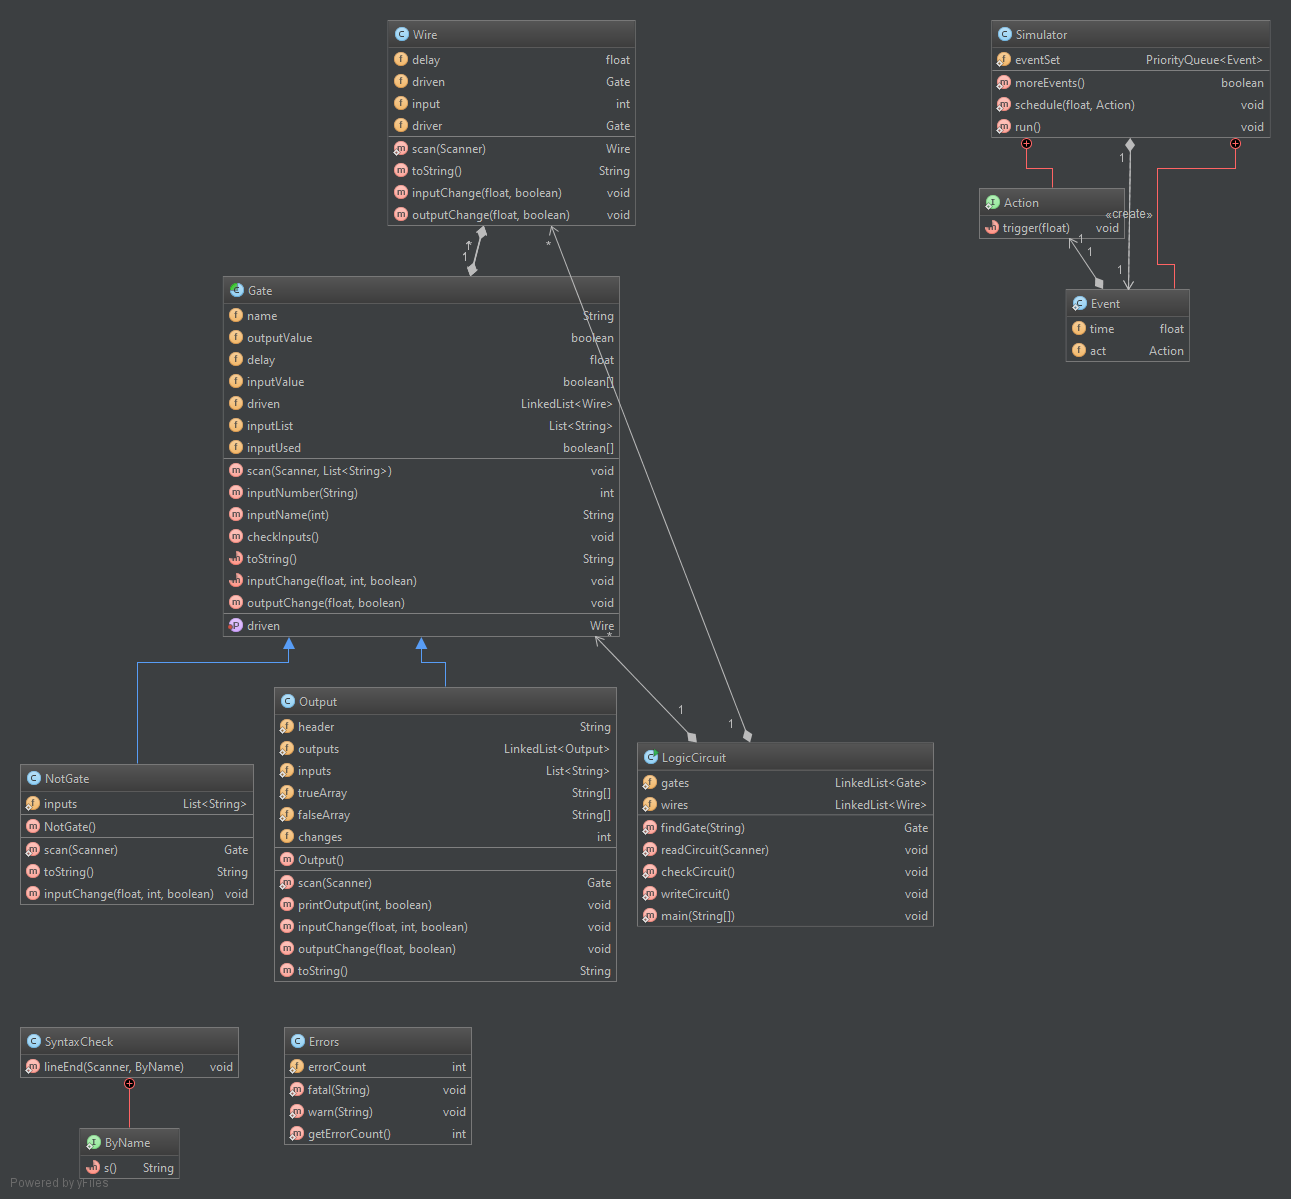 Wire
delay float
driven Gate
input int
driver Gate
scan(Scanner) Wire
toString() String
inputChange(float, boolean) void
outputChange(float, boolean) void
Simulator
eventSet PriorityQueue<Event>
moreEvents() boolean
schedule(float, Action) void
run() void
1
Action
trigger(float) void
«create»
1
1
1
Event
time float
act Action
*
1
*
Gate
name String
outputValue boolean
delay float
inputValue boolean[]
driven LinkedList<Wire>
inputList List<String>
inputUsed boolean[]
scan(Scanner, List<String>) void
inputNumber(String) int
inputName(int) String
checkInputs() void
toString() String
inputChange(float, int, boolean) void
outputChange(float, boolean) void
driven Wire
*
1
1
Output
header String
outputs LinkedList<Output>
inputs List<String>
trueArray String[]
falseArray String[]
changes int
Output()
scan(Scanner) Gate
printOutput(int, boolean) void
inputChange(float, int, boolean) void
outputChange(float, boolean) void
toString() String
LogicCircuit
gates LinkedList<Gate>
wires LinkedList<Wire>
findGate(String) Gate
readCircuit(Scanner) void
checkCircuit() void
writeCircuit() void
main(String[]) void
NotGate
inputs List<String>
NotGate()
scan(Scanner) Gate
toString() String
inputChange(float, int, boolean) void
SyntaxCheck
lineEnd(Scanner, ByName) void
ByName
s() String
Errors
errorCount int
fatal(String) void
warn(String) void
getErrorCount() int
Powered by yFiles